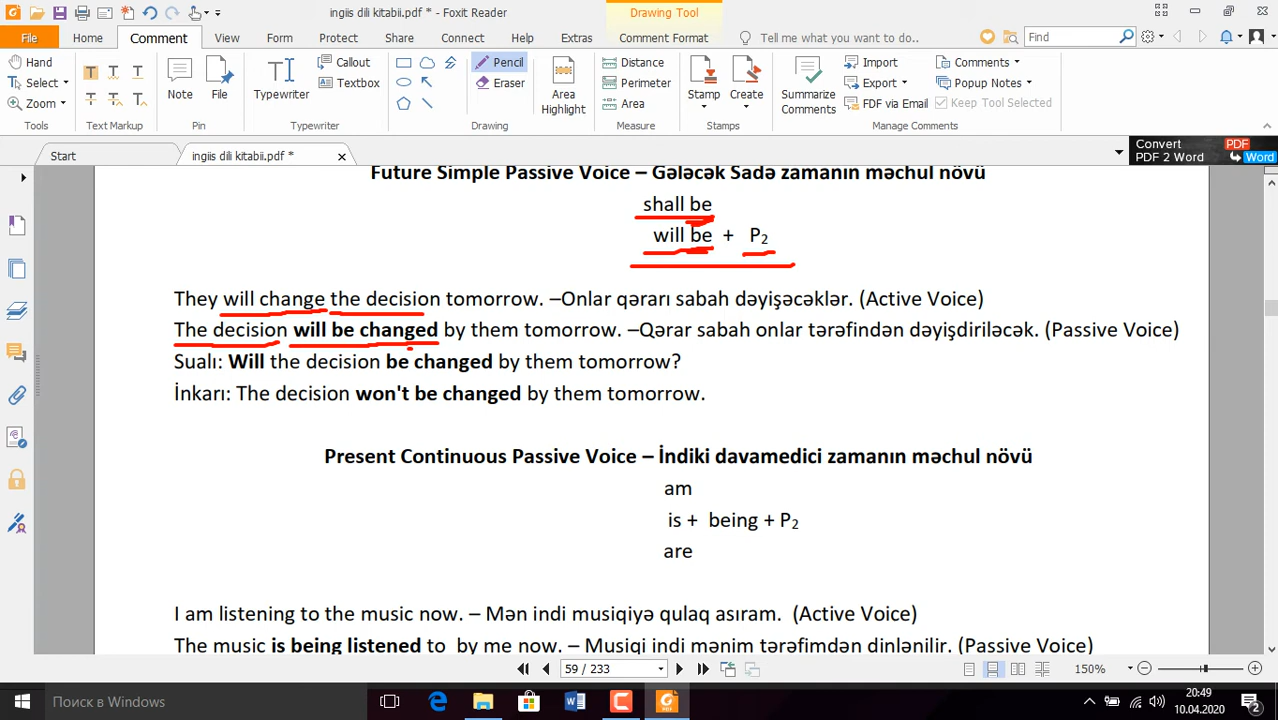 ingiis dili kitabii.pdf * - Foxit Reader
Drawing Tool
File Home Comment View Form Protect Share Connect Help Extras Comment Format Tell me what you want to do... Find
Hand
Select
Zoom
Tools
Text Markup
Note
File
Pin
Typewriter
Callout
Textbox
Typewriter
Pencil
Eraser
Drawing
Area Highlight
Distance
Perimeter
Area
Measure
Stamp
Create
Stamps
Summarize Comments
Import
Export
FDF via Email
Comments
Popup Notes
Keep Tool Selected
Manage Comments
Start
ingiis dili kitabii.pdf *
Convert PDF
PDF 2 Word Word
Future Simple Passive Voice – Gələcək Sadə zamanın məchul növü
shall be
will be + P2
They will change the decision tomorrow. –Onlar qərarı sabah dəyişəcəklər. (Active Voice)
The decision will be changed by them tomorrow. –Qərar sabah onlar tərəfindən dəyişdiriləcək. (Passive Voice)
Sualı: Will the decision be changed by them tomorrow?
İnkarı: The decision won't be changed by them tomorrow.
Present Continuous Passive Voice – İndiki davamedici zamanın məchul növü
am
is + being + P2
are
I am listening to the music now. – Mən indi musiqiyə qulaq asıram. (Active Voice)
The music is being listened to by me now. – Musiqi indi mənim tərəfimdən dinlənilir. (Passive Voice)
59 / 233
150%
Поиск в Windows
20:49
10.04.2020
2